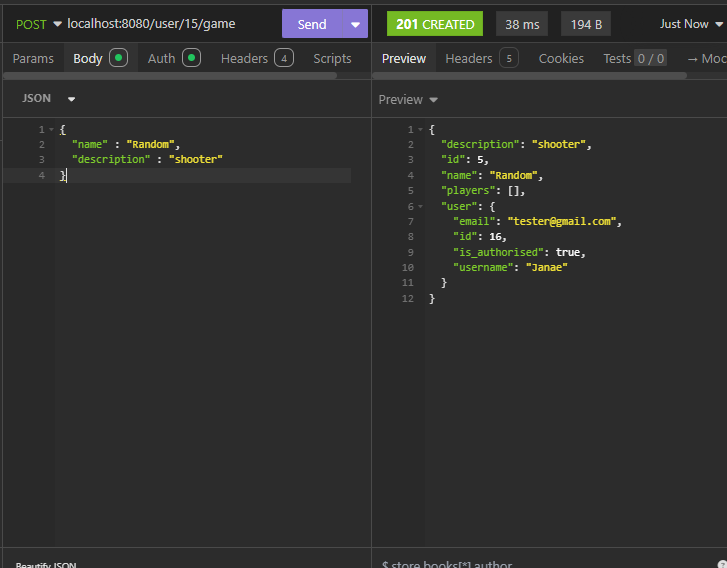 POST localhost:8080/user/15/game Send
201 CREATED 38 ms 194 B Just Now
Params Body Auth Headers 4 Scripts
Preview Headers 5 Cookies Tests 0 / 0 → Moc
JSON
Preview
1 {
2 "name" : "Random",
3 "description" : "shooter"
4 }
1 {
2 "description": "shooter",
3 "id": 5,
4 "name": "Random",
5 "players": [],
6 "user": {
7 "email": "tester@gmail.com",
8 "id": 16,
9 "is_authorised": true,
10 "username": "Janae"
11 }
12 }
Beautify JSON
$.store.books[*].author